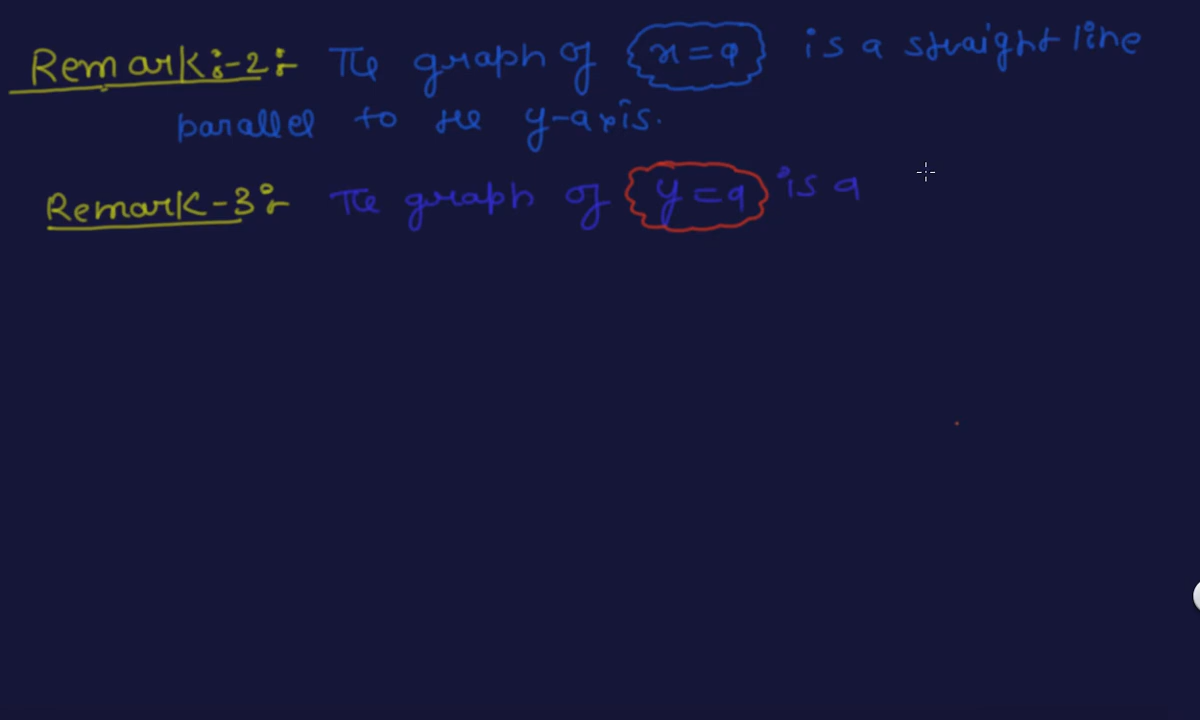 Remark:-2:- The graph of x=a is a straight line
parallel to the y-axis.
Remark-3:- The graph of y=a is a